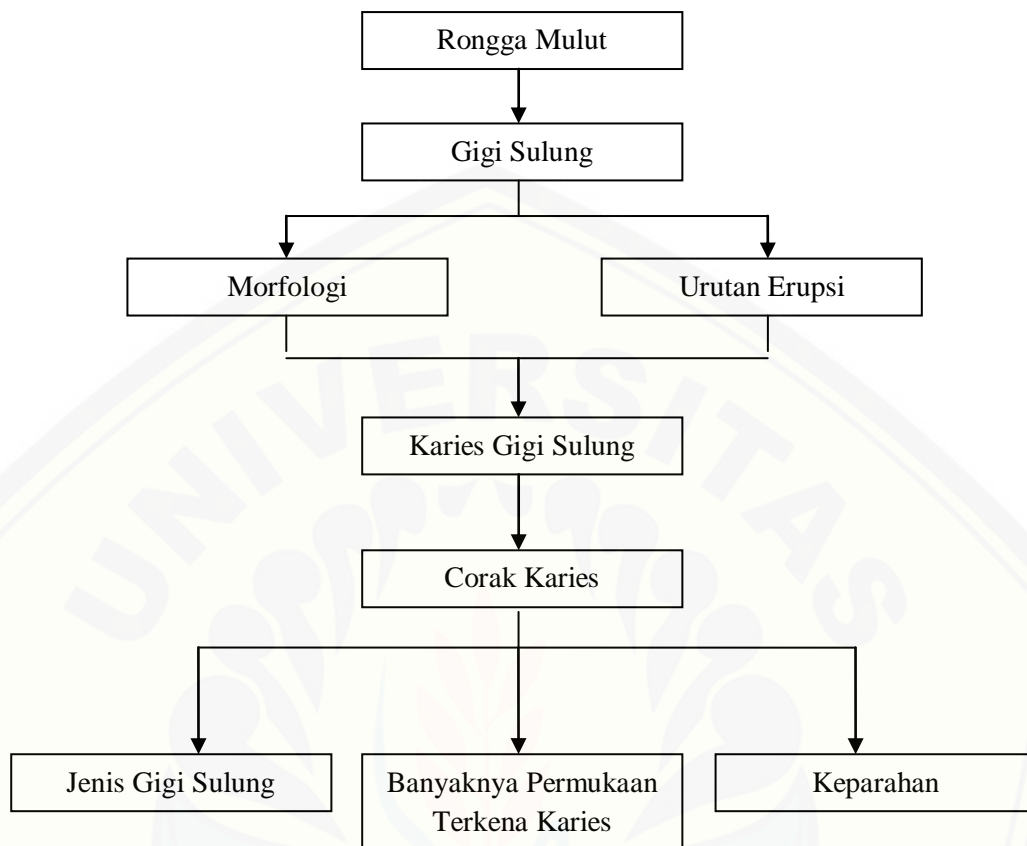 Rongga Mulut
Gigi Sulung
Morfologi
Urutan Erupsi
Karies Gigi Sulung
Corak Karies
Jenis Gigi Sulung
Banyaknya Permukaan
Terkena Karies
Keparahan
UNIVERSITAS